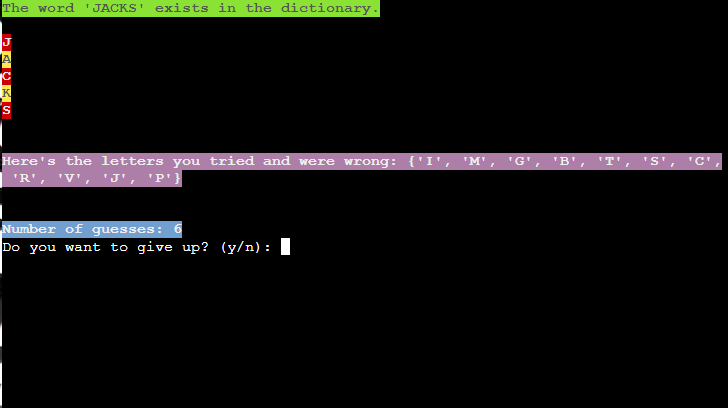 The word 'JACKS' exists in the dictionary.
J
A
C
K
S
Here's the letters you tried and were wrong: {'I', 'M', 'G', 'B', 'T', 'S', 'C',
'R', 'V', 'J', 'P'}
Number of guesses: 6
Do you want to give up? (y/n):